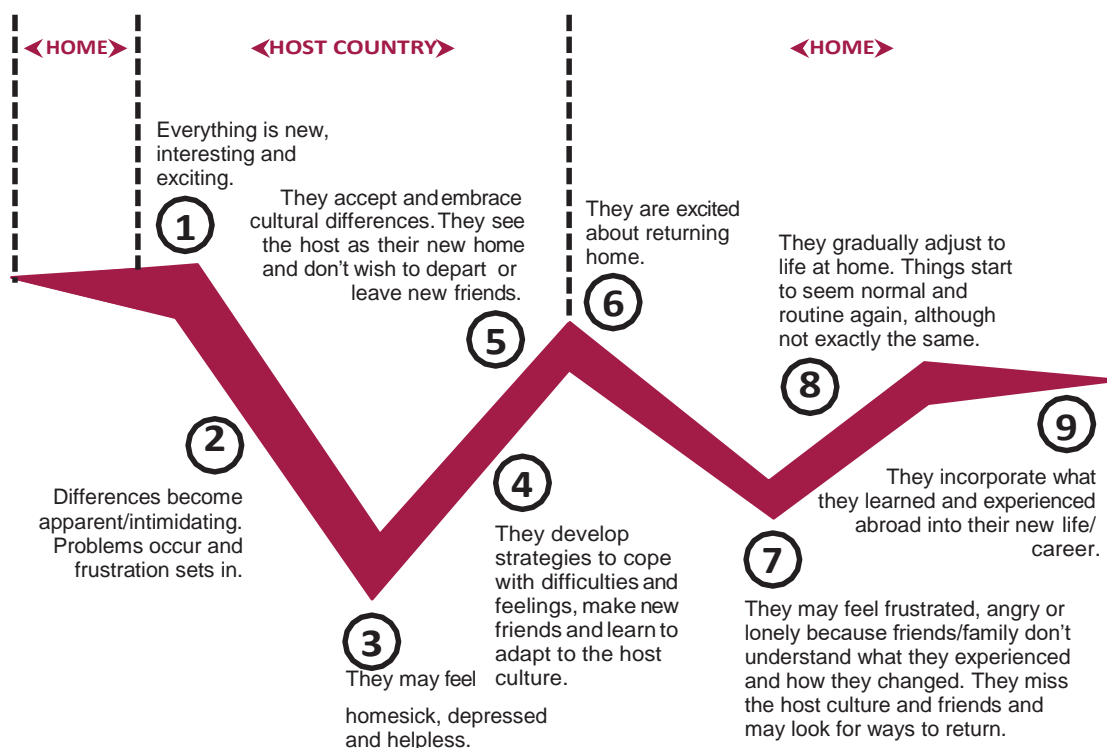 HOME
HOST COUNTRY
HOME
Everything is new,
interesting and
exciting.
1
They accept and embrace
cultural differences. They see
the host as their new home
and don't wish to depart or
leave new friends.
5
They are excited
about returning
home.
6
They gradually adjust to
life at home. Things start
to seem normal and
routine again, although
not exactly the same.
8
2
Differences become
apparent/intimidating.
Problems occur and
frustration sets in.
3
They may feel
homesick, depressed
and helpless.
4
They develop
strategies to cope
with difficulties and
feelings, make new
friends and learn to
adapt to the host
culture.
7
They may feel frustrated, angry or
lonely because friends/family don't
understand what they experienced
and how they changed. They miss
the host culture and friends and
may look for ways to return.
9
They incorporate what
they learned and experienced
abroad into their new life/
career.